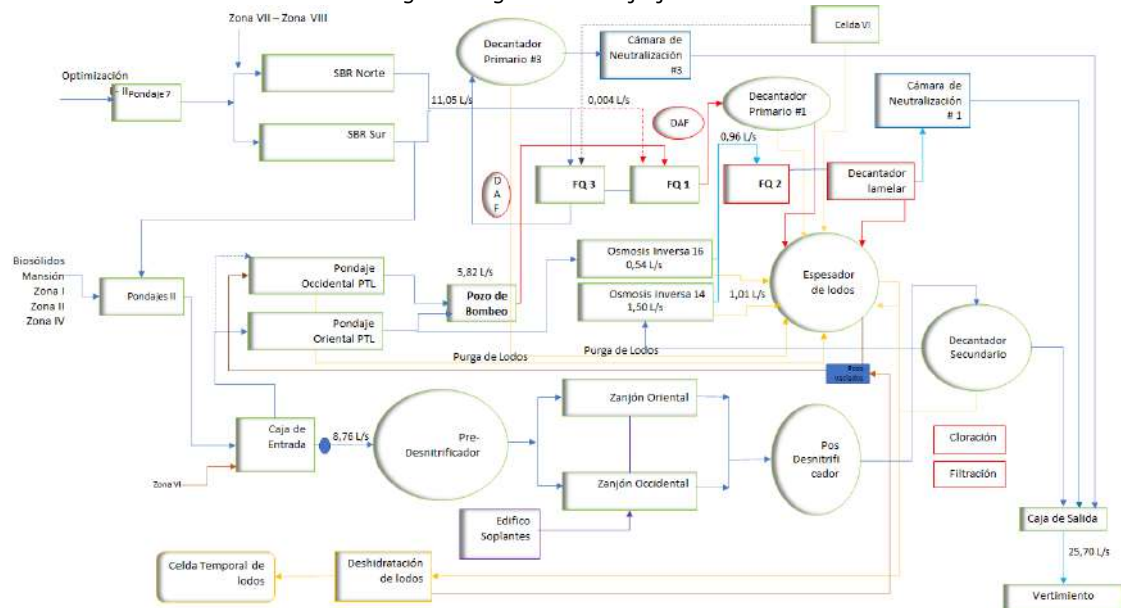 Zona VII – Zona VIII
Optimización
I - II
Pondaje 7
SBR Norte
SBR Sur
11,05 L/s
Decantador
Primario #3
Cámara de
Neutralización
#3
Celda VI
0,004 L/s
DAF
Decantador
Primario #1
Cámara de
Neutralización
# 1
0,96 L/s
D
A
F
FQ 3
FQ 1
FQ 2
Decantador
lamelar
Biosólidos
Mansión
Zona I
Zona II
Zona IV
Pondajes II
Pondaje
Occidental PTL
Pondaje
Oriental PTL
5,82 L/s
Pozo de
Bombeo
Osmosis Inversa 16
0,54 L/s
Osmosis Inversa 14
1,50 L/s
1,01 L/s
Espesador
de lodos
Purga de Lodos
Purga de Lodos
Decantador
Secundario
Caja de
Entrada
8,76 L/s
Zona VI
Pre-
Desnitrificador
Zanjón Oriental
Zanjón Occidental
Pos
Desnitrifi
cador
Edifico
Soplantes
Cloración
Filtración
Caja de Salida
25,70 L/s
Vertimiento
Celda Temporal de
lodos
Deshidratación
de lodos